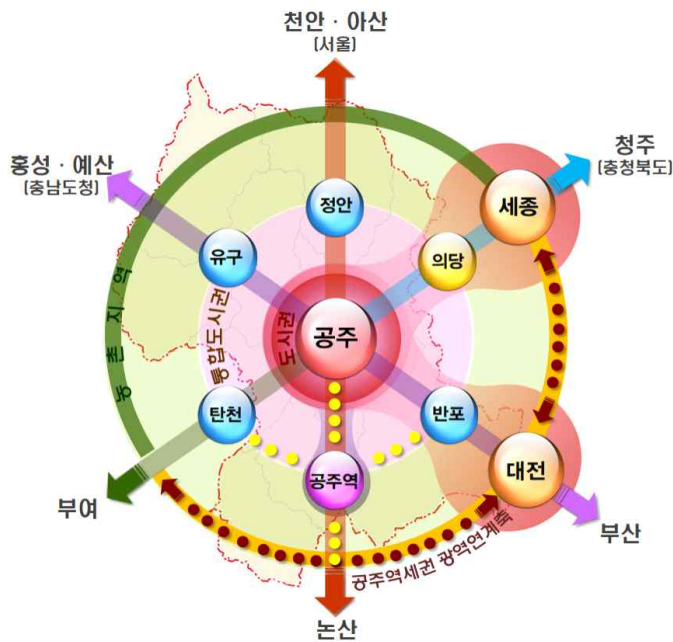 천안 · 아산
(서울)
홍성 · 예산
(충남도청)
청주
(충청북도)
정안
세종
유구
의당
농촌지역
통합도시권
도시권
공주
탄천
반포
공주역
대전
부여
부산
공주역세권 광역연계축
논산